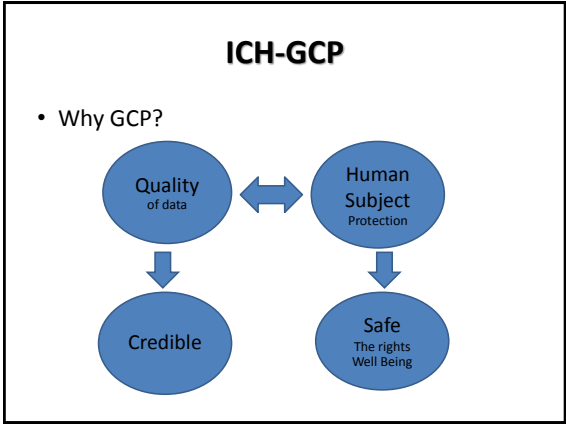 ICH-GCP
• Why GCP?
Quality
of data
Human
Subject
Protection
Credible
Safe
The rights
Well Being